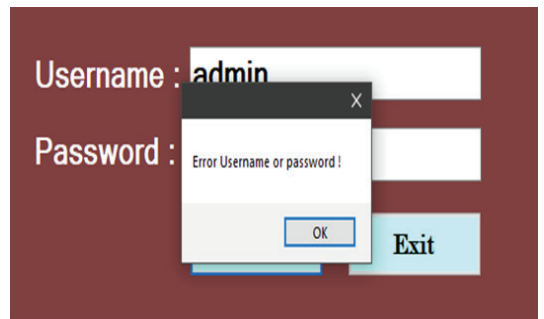 Username : admin
Password :
X
Error Username or password !
OK
Exit